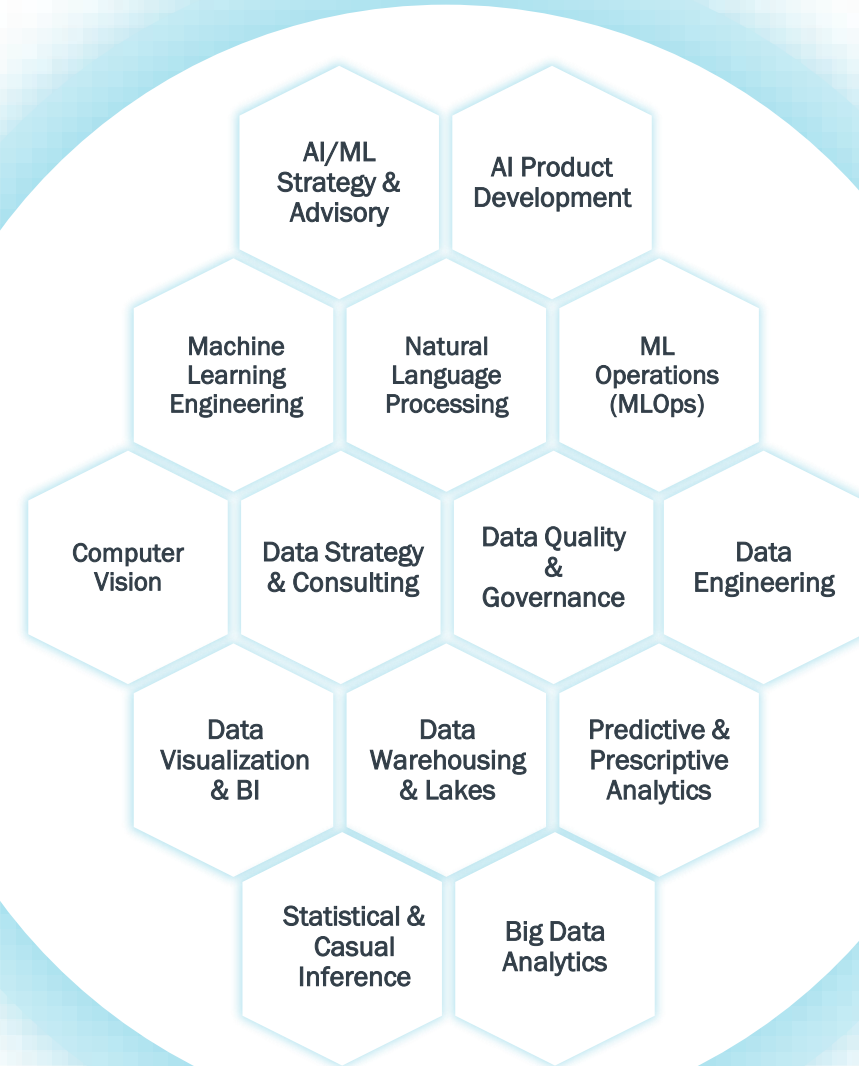 AI/ML
Strategy &
Advisory
AI Product
Development
Machine
Learning
Engineering
Natural
Language
Processing
ML
Operations
(MLOps)
Computer
Vision
Data Strategy
& Consulting
Data Quality
&
Governance
Data
Engineering
Data
Visualization
& BI
Data
Warehousing
& Lakes
Predictive &
Prescriptive
Analytics
Statistical &
Casual
Inference
Big Data
Analytics